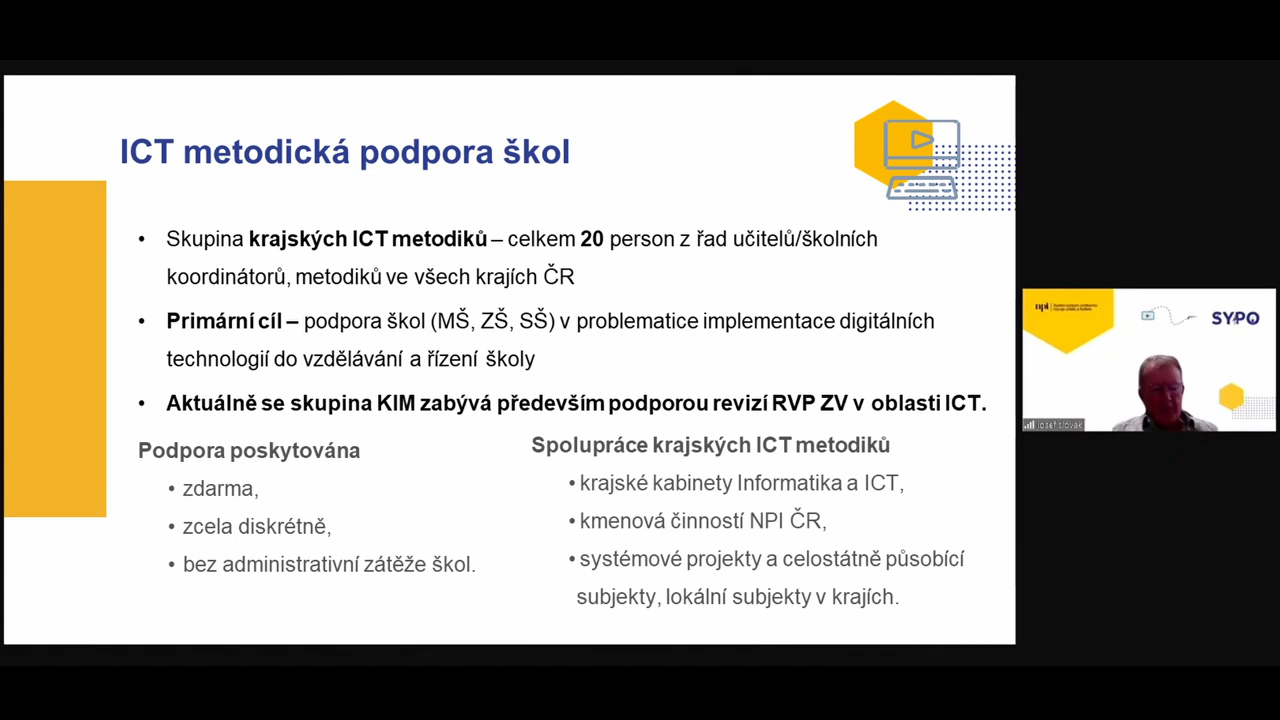 ICT metodická podpora škol
• Skupina krajských ICT metodiků – celkem 20 person z řad učitelů/školních
koordinátorů, metodiků ve všech krajích ČR
• Primární cíl – podpora škol (MŠ, ZŠ, SŠ) v problematice implementace digitálních
technologií do vzdělávání a řízení školy
• Aktuálně se skupina KIM zabývá především podporou revizí RVP ZV v oblasti ICT.
Podpora poskytována
• zdarma,
• zcela diskrétně,
• bez administrativní zátěže škol.
Spolupráce krajských ICT metodiků
• krajské kabinety Informatika a ICT,
• kmenová činností NPI ČR,
• systémové projekty a celostátně působící
subjekty, lokální subjekty v krajích.
npi
SYPO
josef slovak